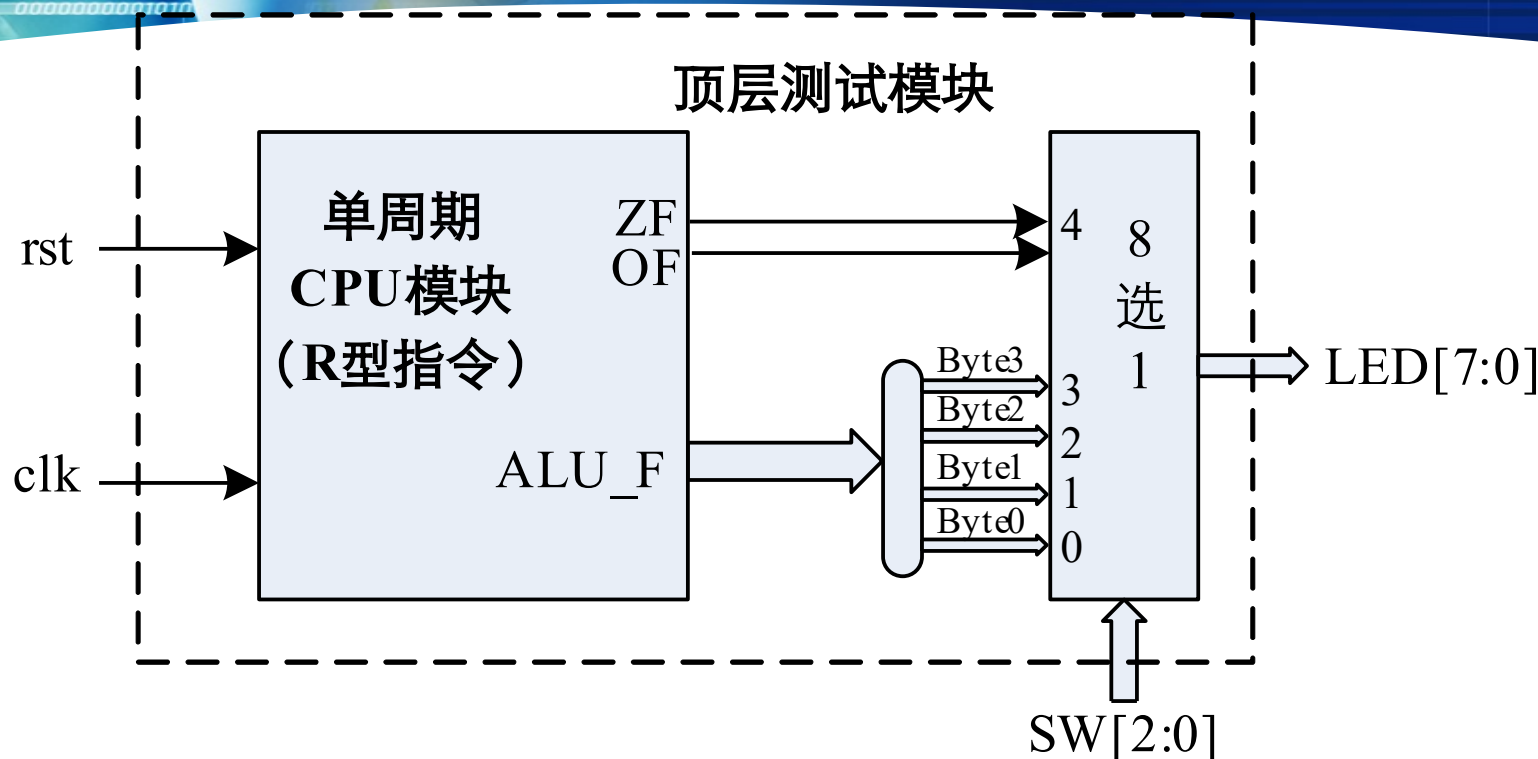 0000000001010
顶层测试模块
单周期
CPU模块
（R型指令）
rst
clk
ZF
OF
ALU_F
Byte3
Byte2
Byte1
Byte0
4
3
2
1
0
8
选
1
LED[7:0]
SW[2:0]